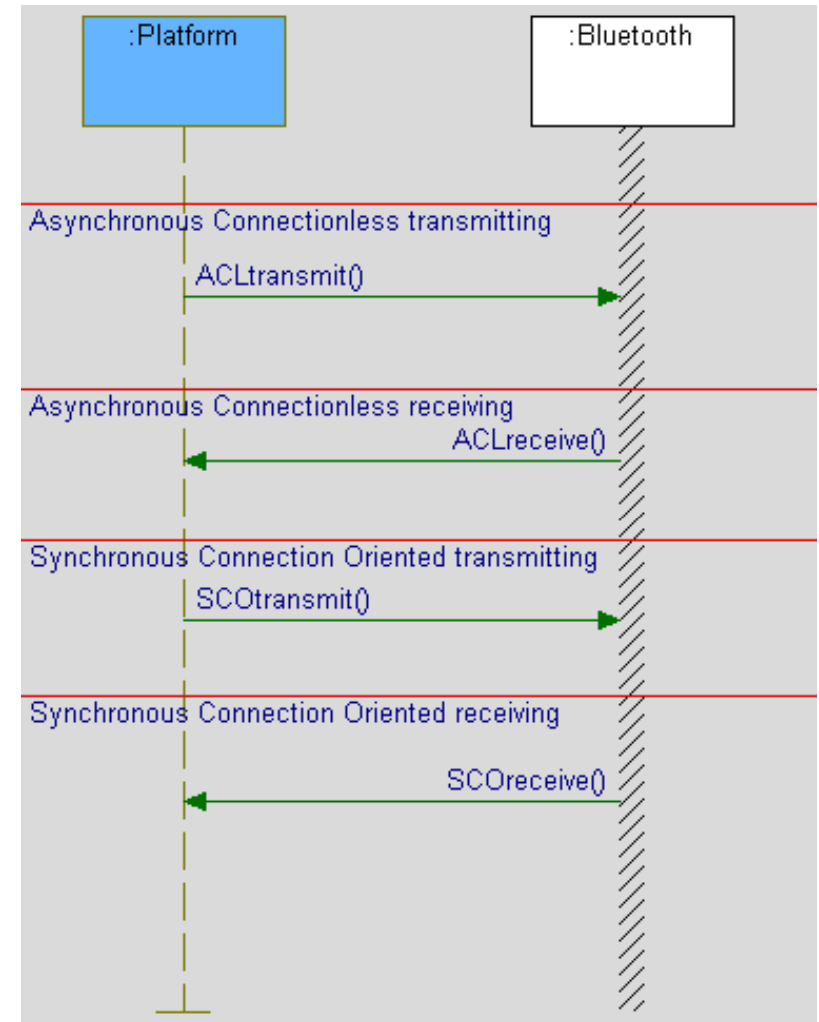 :Platform
:Bluetooth
Asynchronous Connectionless transmitting
ACLtransmit()
Asynchronous Connectionless receiving
ACLreceive()
Synchronous Connection Oriented transmitting
SCOtransmit()
Synchronous Connection Oriented receiving
SCOreceive()